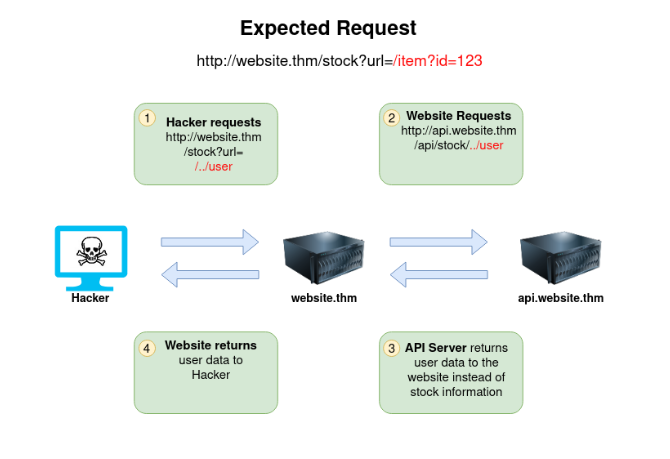 Expected Request
http://website.thm/stock?url=/item?id=123
1
Hacker requests
http://website.thm
/stock?url=
/../user
2
Website Requests
http://api.website.thm
/api/stock/../user
Hacker
website.thm
api.website.thm
4
Website returns
user data to
Hacker
3
API Server returns
user data to the
website instead of
stock information